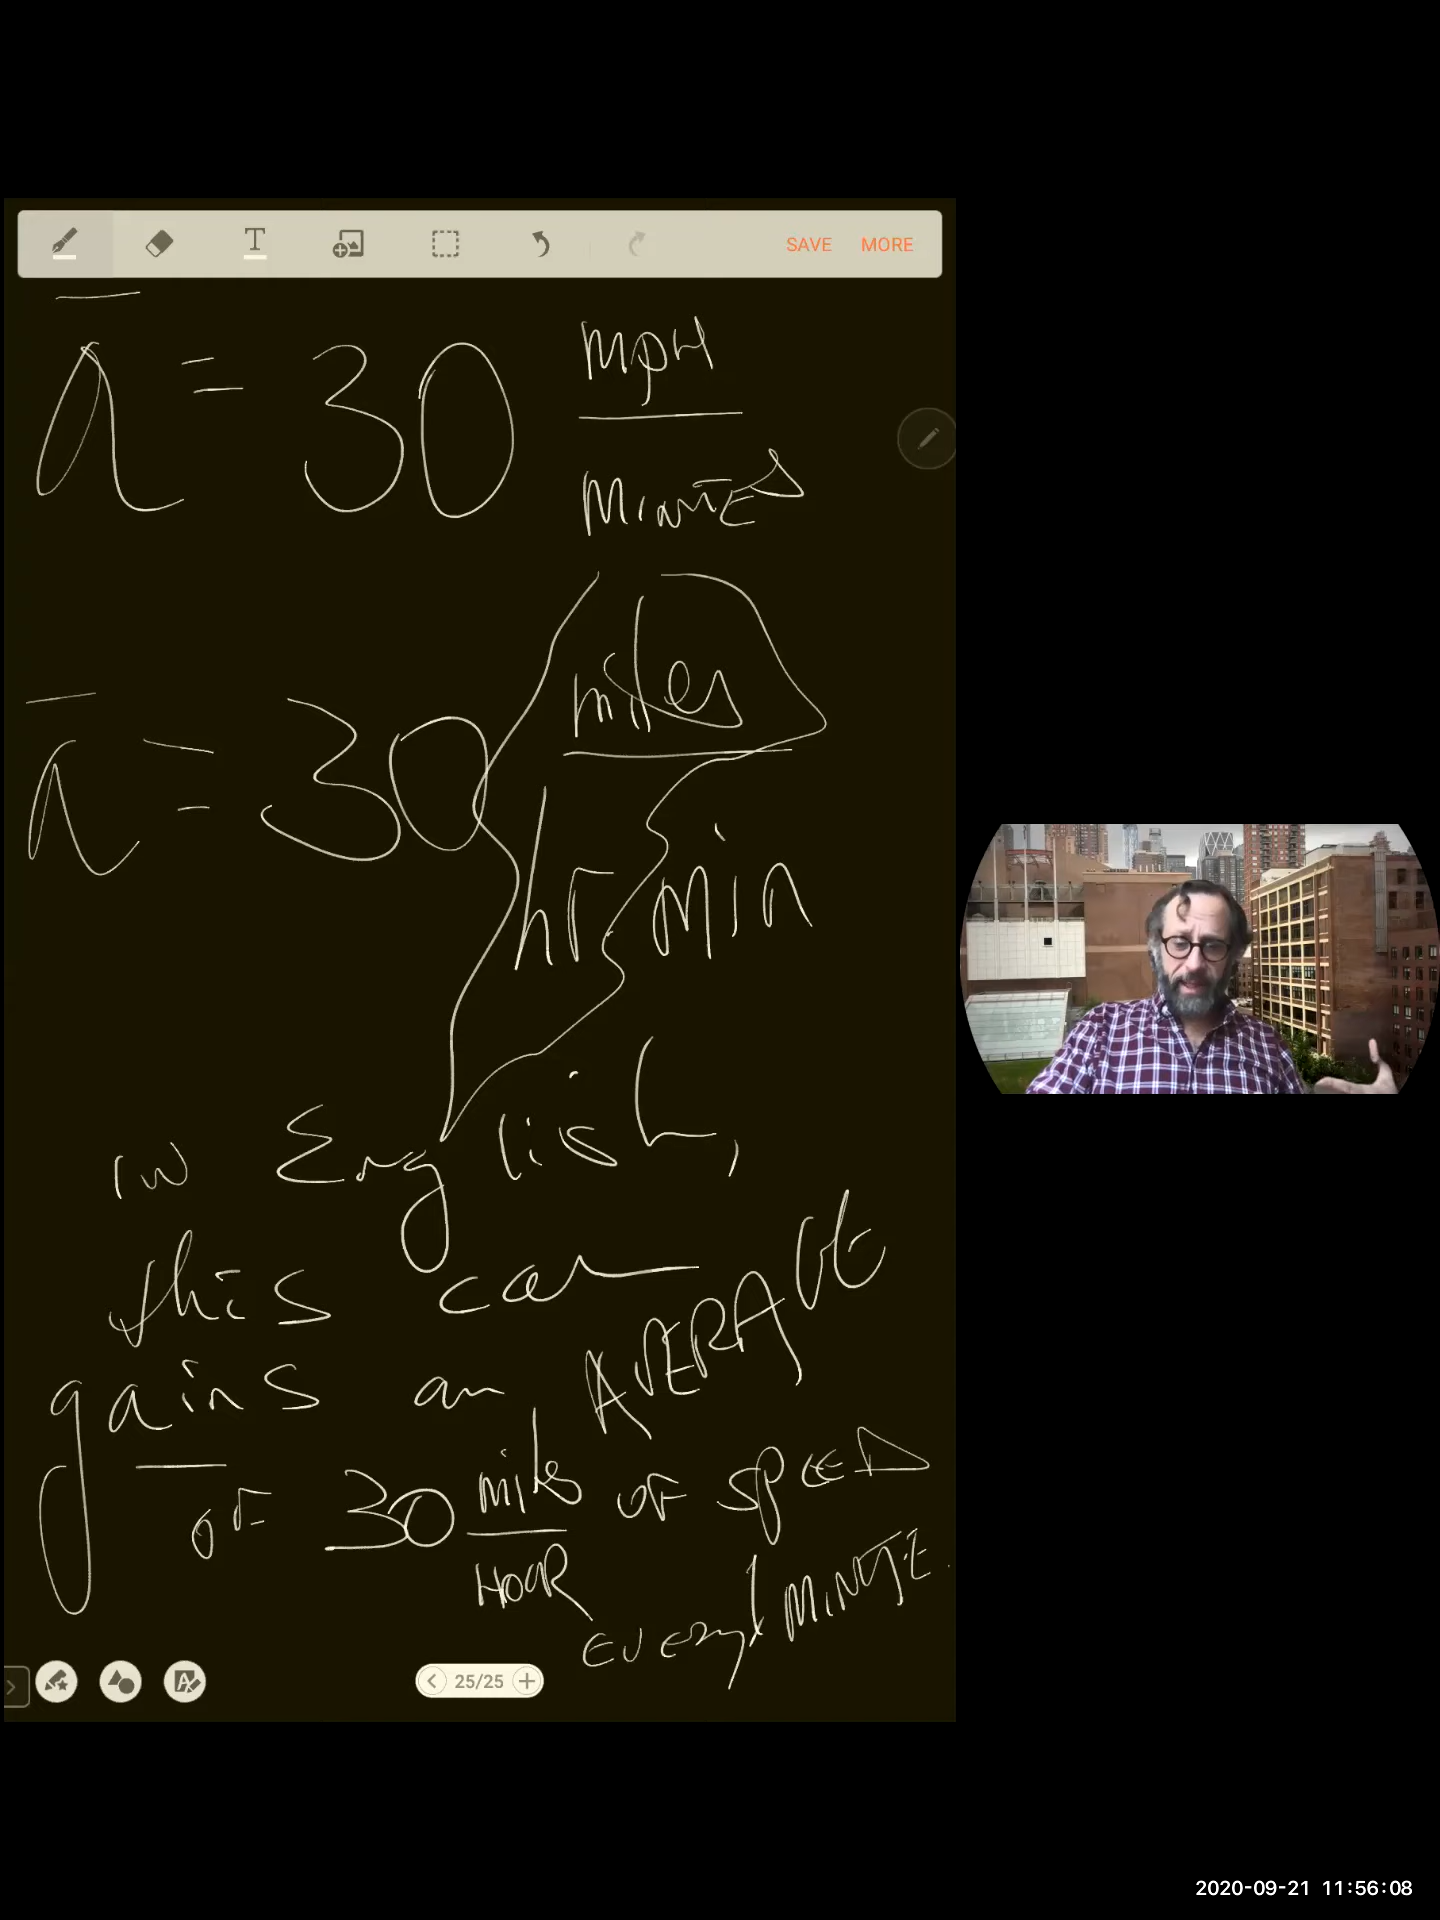 T SAVE MORE
ā = 30 mpH
MINUTES
ā = 30 miles
hr min
in English,
this car
gains an AVERAGE
of 30 miles of SPEED
HOUR
every MINUTE.
25/25
2020-09-21 11:56:08